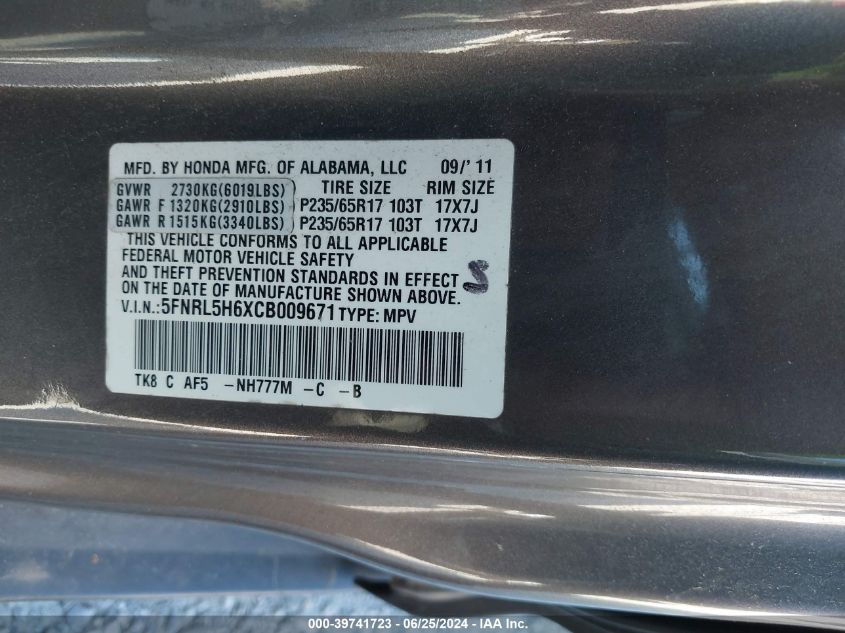 MFD. BY HONDA MFG. OF ALABAMA, LLC 09/' 11
GVWR 2730KG(6019LBS) TIRE SIZE RIM SIZE
GAWR F 1320KG(2910LBS) P235/65R17 103T 17X7J
GAWR R 1515KG(3340LBS) P235/65R17 103T 17X7J
THIS VEHICLE CONFORMS TO ALL APPLICABLE
FEDERAL MOTOR VEHICLE SAFETY
AND THEFT PREVENTION STANDARDS IN EFFECT
ON THE DATE OF MANUFACTURE SHOWN ABOVE.
V.I.N.:5FNRL5H6XCB009671 TYPE: MPV
TK8 C AF5 -NH777M -C -B
000-39741723 - 06/25/2024 - IAA Inc.